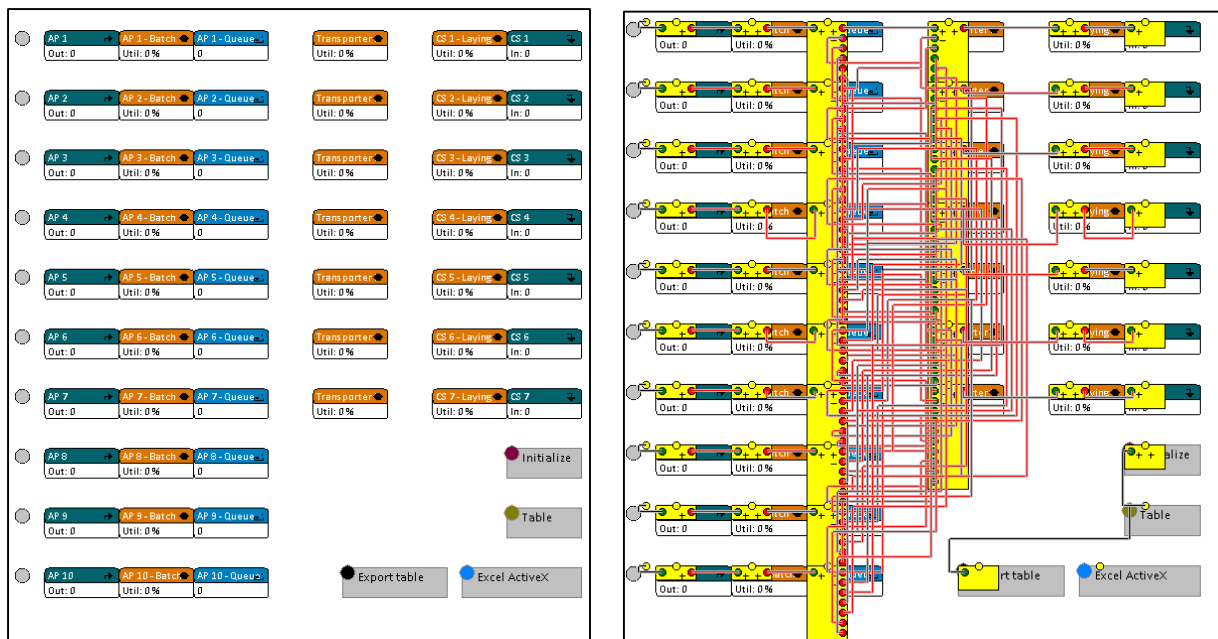 AP 1 AP 1 - Batch AP 1 - Queue Transporter CS 1 - Laying CS 1
Out: 0 Util: 0 % 0 Util: 0 % Util: 0 % In: 0
AP 2 AP 2 - Batch AP 2 - Queue Transporter CS 2 - Laying CS 2
Out: 0 Util: 0 % 0 Util: 0 % Util: 0 % In: 0
AP 3 AP 3 - Batch AP 3 - Queue Transporter CS 3 - Laying CS 3
Out: 0 Util: 0 % 0 Util: 0 % Util: 0 % In: 0
AP 4 AP 4 - Batch AP 4 - Queue Transporter CS 4 - Laying CS 4
Out: 0 Util: 0 % 0 Util: 0 % Util: 0 % In: 0
AP 5 AP 5 - Batch AP 5 - Queue Transporter CS 5 - Laying CS 5
Out: 0 Util: 0 % 0 Util: 0 % Util: 0 % In: 0
AP 6 AP 6 - Batch AP 6 - Queue Transporter CS 6 - Laying CS 6
Out: 0 Util: 0 % 0 Util: 0 % Util: 0 % In: 0
AP 7 AP 7 - Batch AP 7 - Queue Transporter CS 7 - Laying CS 7
Out: 0 Util: 0 % 0 Util: 0 % Util: 0 % In: 0
AP 8 AP 8 - Batch AP 8 - Queue
Out: 0 Util: 0 % 0
Initialize
AP 9 AP 9 - Batch AP 9 - Queue
Out: 0 Util: 0 % 0
Table
AP 10 AP 10 - Batch AP 10 - Queue
Out: 0 Util: 0 % 0
Export table Excel ActiveX
Out: 0 Util: 0 % Util: 0 %
Out: 0 Util: 0 % Util: 0 %
Out: 0 Util: 0 % Util: 0 %
Out: 0 Util: 0 % Util: 0 %
Out: 0 Util: 0 % Util: 0 %
Out: 0 Util: 0 % Util: 0 %
Out: 0 Util: 0 % Util: 0 %
Out: 0 Util: 0 %
Out: 0 Util: 0 %
Table
Out: 0 Util: 0 %
table Excel ActiveX